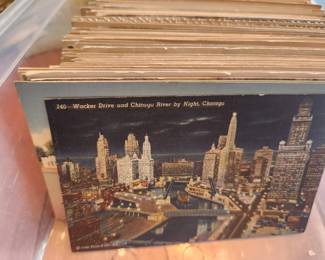 240—Wacker Drive and Chicago River by Night, Chicago